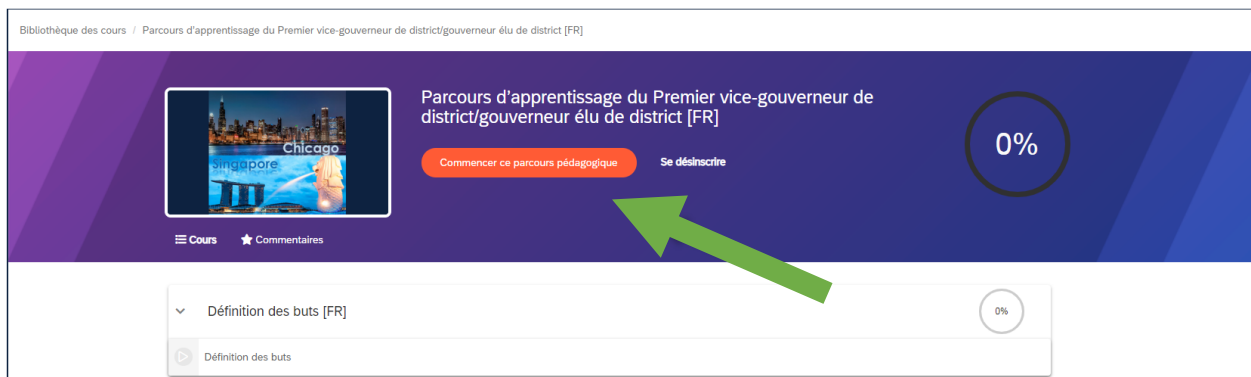 Bibliothèque des cours / Parcours d'apprentissage du Premier vice-gouverneur de district/gouverneur élu de district [FR]
Parcours d'apprentissage du Premier vice-gouverneur de
district/gouverneur élu de district [FR]
Chicago
Singapore
Commencer ce parcours pédagogique
Se désinscrire
0%
Cours
Commentaires
Définition des buts [FR]
0%
Définition des buts